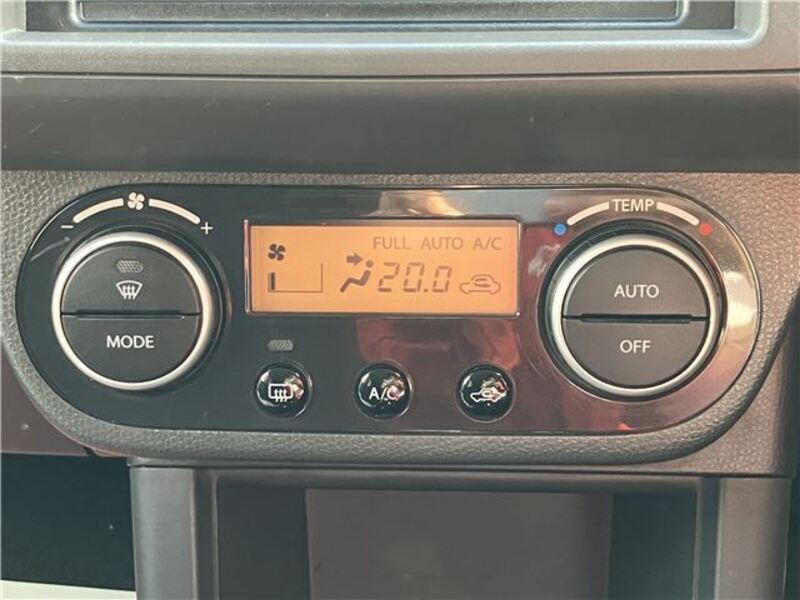 − +
TEMP
FULL AUTO A/C
20.0
MODE
AUTO
OFF
A/C